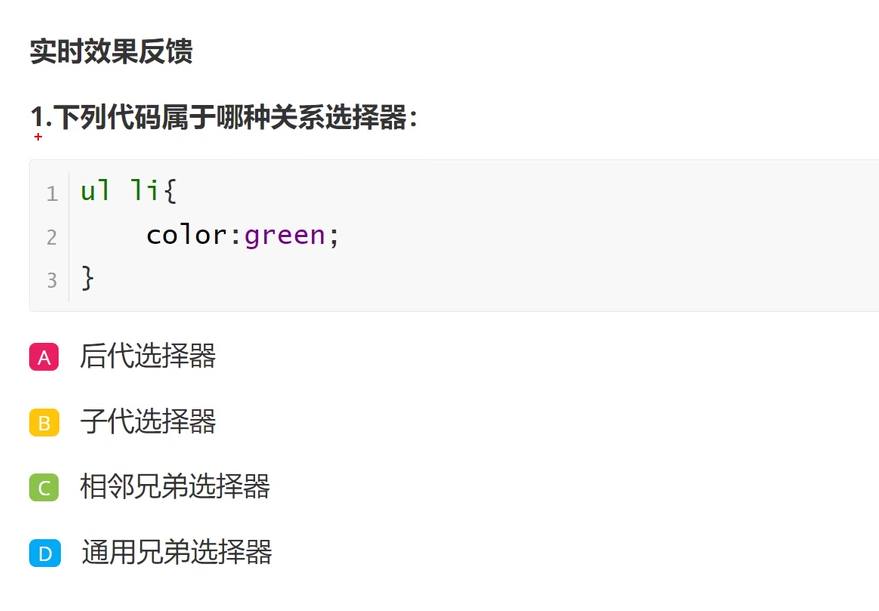 实时效果反馈
1.下列代码属于哪种关系选择器：
1 ul li{
2     color:green;
3 }
A 后代选择器
B 子代选择器
C 相邻兄弟选择器
D 通用兄弟选择器